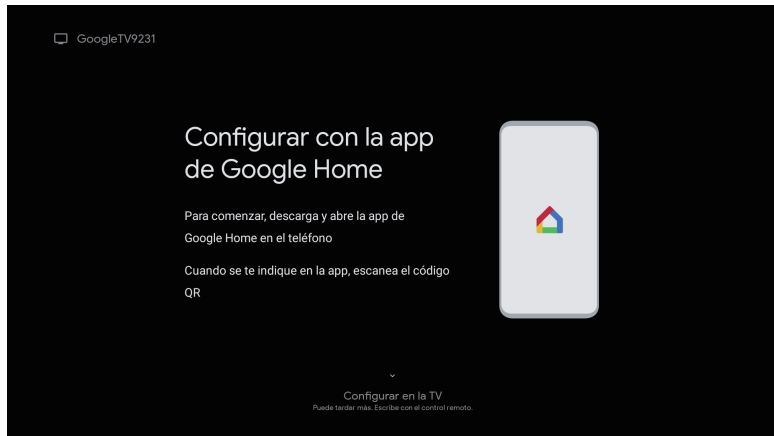 GoogleTV9231
Configurar con la app
de Google Home
Para comenzar, descarga y abre la app de
Google Home en el teléfono
Cuando se te indique en la app, escanea el código
QR
Configurar en la TV
Puede tardar más. Escribe con el control remoto.